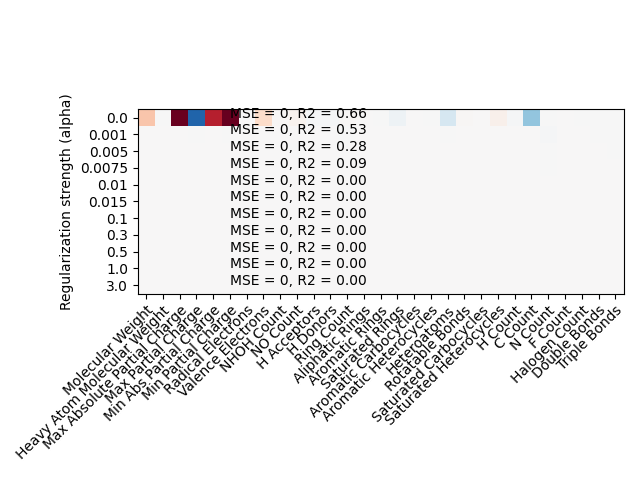 Regularization strength (alpha)
0.0
0.001
0.005
0.0075
0.01
0.015
0.1
0.3
0.5
1.0
3.0
MSE = 0, R2 = 0.66
MSE = 0, R2 = 0.53
MSE = 0, R2 = 0.28
MSE = 0, R2 = 0.09
MSE = 0, R2 = 0.00
MSE = 0, R2 = 0.00
MSE = 0, R2 = 0.00
MSE = 0, R2 = 0.00
MSE = 0, R2 = 0.00
MSE = 0, R2 = 0.00
MSE = 0, R2 = 0.00
Molecular Weight
Heavy Atom Molecular Weight
Max Absolute Partial Charge
Max Partial Charge
Min Abs Partial Charge
Min Partial Charge
Radical Electrons
Valence Electrons
NHOH Count
NO Count
H Acceptors
H Donors
Ring Count
Aliphatic Rings
Aromatic Rings
Saturated Rings
Aromatic Carbocycles
Aromatic Heterocycles
Heteroatoms
Rotatable Bonds
Saturated Carbocycles
Saturated Heterocycles
H Count
C Count
N Count
F Count
Halogen Count
Double Bonds
Triple Bonds